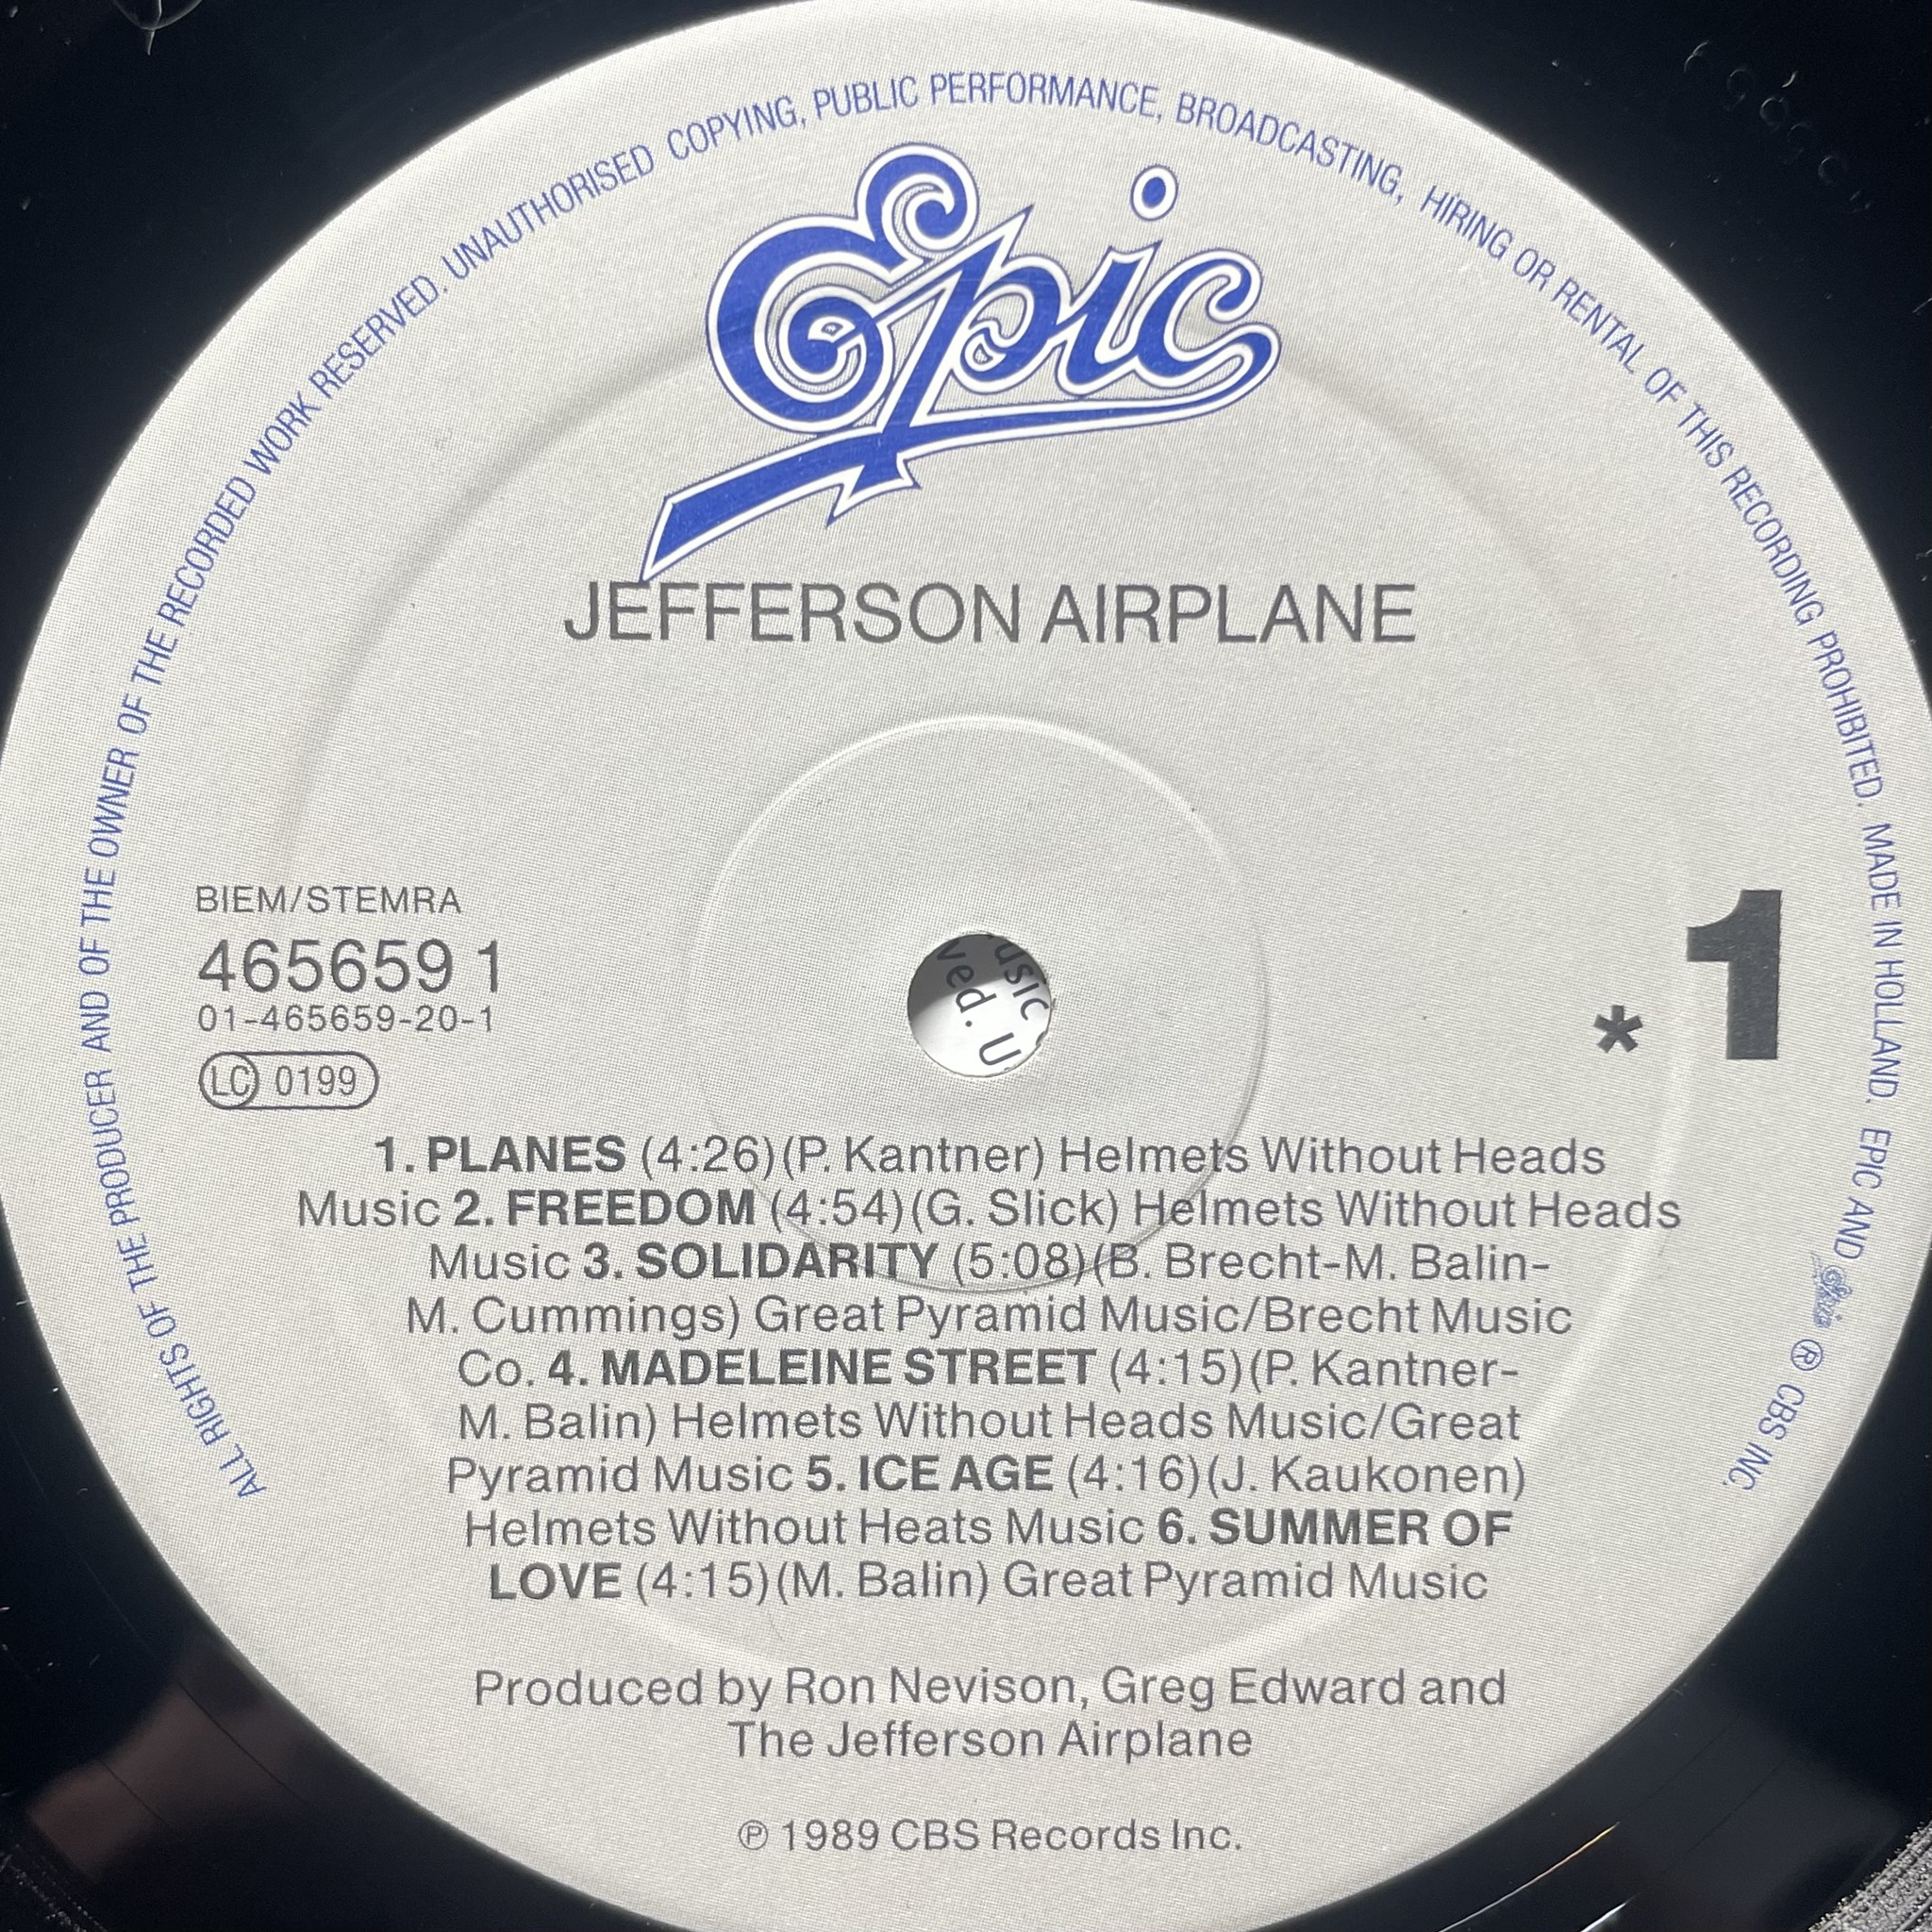 ALL RIGHTS OF THE PRODUCER AND OF THE OWNER OF THE RECORDED WORK RESERVED. UNAUTHORISED COPYING, PUBLIC PERFORMANCE, BROADCASTING, HIRING OR RENTAL OF THIS RECORDING PROHIBITED. MADE IN HOLLAND. EPIC AND Epic ® CBS INC.
Epic
JEFFERSON AIRPLANE
BIEM/STEMRA
465659 1
01-465659-20-1
LC 0199
* 1
usic
ved. U
1. PLANES (4:26)(P. Kantner) Helmets Without Heads
Music 2. FREEDOM (4:54)(G. Slick) Helmets Without Heads
Music 3. SOLIDARITY (5:08)(B. Brecht-M. Balin-
M. Cummings) Great Pyramid Music/Brecht Music
Co. 4. MADELEINE STREET (4:15)(P. Kantner-
M. Balin) Helmets Without Heads Music/Great
Pyramid Music 5. ICE AGE (4:16)(J. Kaukonen)
Helmets Without Heats Music 6. SUMMER OF
LOVE (4:15)(M. Balin) Great Pyramid Music
Produced by Ron Nevison, Greg Edward and
The Jefferson Airplane
℗ 1989 CBS Records Inc.